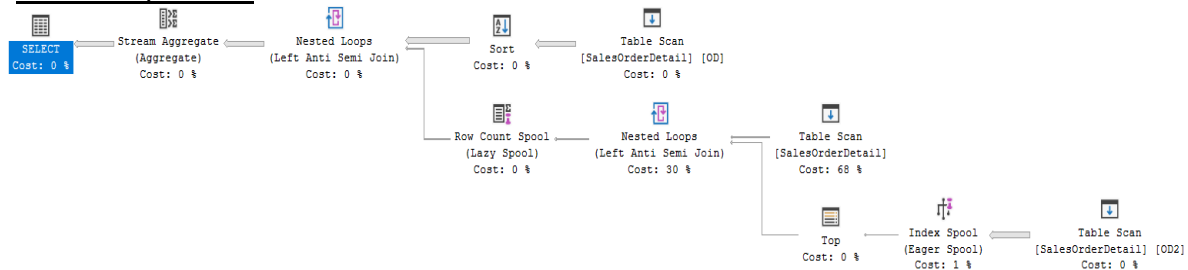 SELECT
Cost: 0 %
Stream Aggregate
(Aggregate)
Cost: 0 %
Nested Loops
(Left Anti Semi Join)
Cost: 0 %
Sort
Cost: 0 %
Table Scan
[SalesOrderDetail] [OD]
Cost: 0 %
Row Count Spool
(Lazy Spool)
Cost: 0 %
Nested Loops
(Left Anti Semi Join)
Cost: 30 %
Table Scan
[SalesOrderDetail]
Cost: 68 %
Top
Cost: 0 %
Index Spool
(Eager Spool)
Cost: 1 %
Table Scan
[SalesOrderDetail] [OD2]
Cost: 0 %